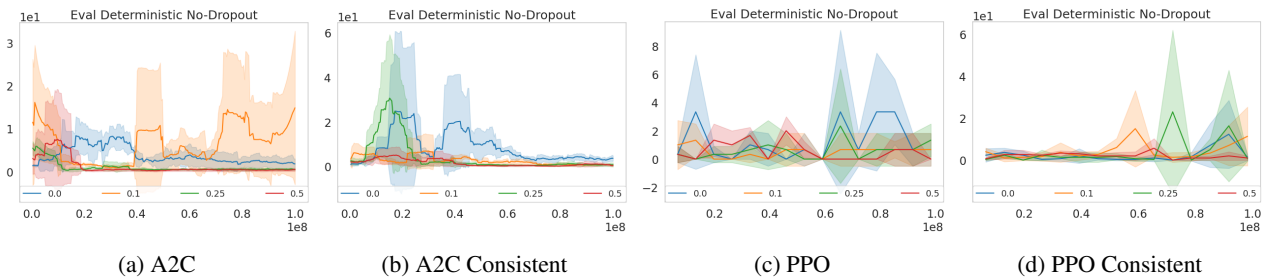 Eval Deterministic No-Dropout
1e1
3
2
1
0
0.0 0.1 0.25 0.5
0.0 0.2 0.4 0.6 0.8 1.0
1e8
(a) A2C
Eval Deterministic No-Dropout
1e1
6
4
2
0
0.0 0.1 0.25 0.5
0.0 0.2 0.4 0.6 0.8 1.0
1e8
(b) A2C Consistent
Eval Deterministic No-Dropout
8
6
4
2
0
−2
0.0 0.1 0.25 0.5
0.2 0.4 0.6 0.8 1.0
1e8
(c) PPO
Eval Deterministic No-Dropout
1e1
6
4
2
0
0.0 0.1 0.25 0.5
0.2 0.4 0.6 0.8 1.0
1e8
(d) PPO Consistent